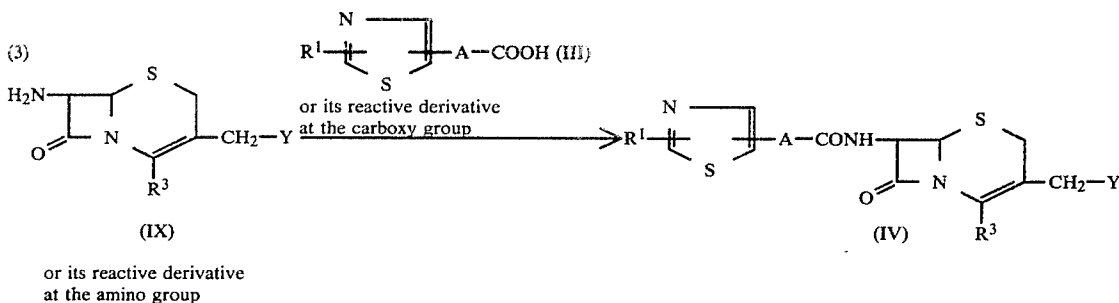 (3)
N
R¹
A—COOH (III)
S
or its reactive derivative
at the carboxy group
H₂N
S
O
N
CH₂—Y
R³
(IX)
or its reactive derivative
at the amino group
N
R¹
A—CONH
S
S
O
N
CH₂—Y
R³
(IV)